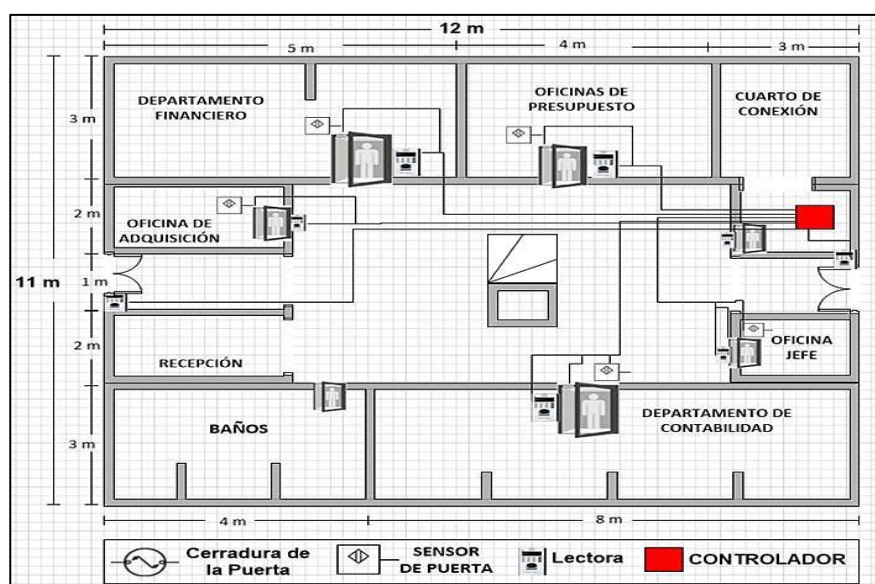 12 m
5 m
4 m
3 m
3 m
DEPARTAMENTO
FINANCIERO
OFICINAS DE
PRESUPUESTO
CUARTO DE
CONEXIÓN
2 m
OFICINA DE
ADQUISICIÓN
11 m
1 m
2 m
RECEPCIÓN
OFICINA
JEFE
3 m
BAÑOS
DEPARTAMENTO DE
CONTABILIDAD
4 m
8 m
Cerradura de
la Puerta
SENSOR
DE PUERTA
Lectora
CONTROLADOR